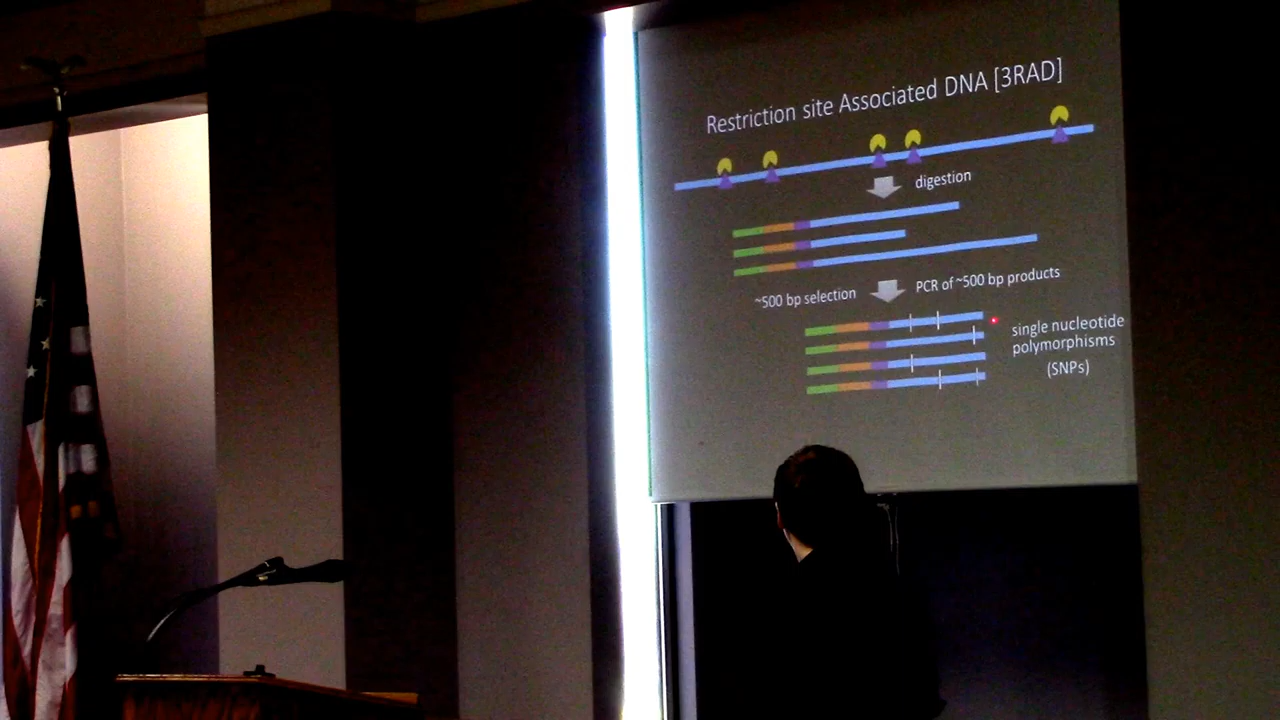 Restriction site Associated DNA [3RAD]
digestion
~500 bp selection
PCR of ~500 bp products
single nucleotide
polymorphisms
(SNPs)